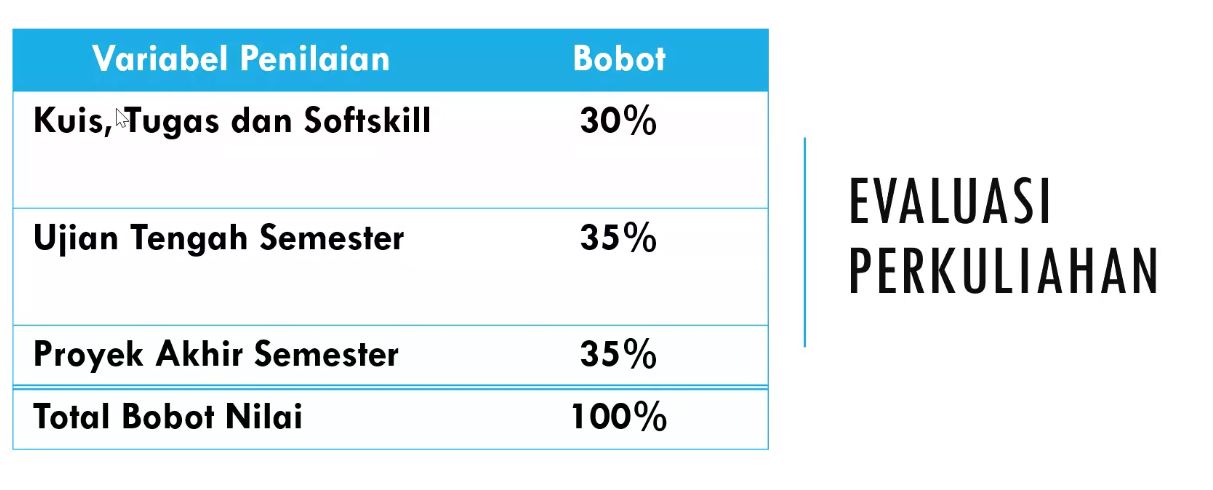 Variabel Penilaian Bobot
Kuis, Tugas dan Softskill 30%
Ujian Tengah Semester 35%
Proyek Akhir Semester 35%
Total Bobot Nilai 100%
EVALUASI
PERKULIAHAN